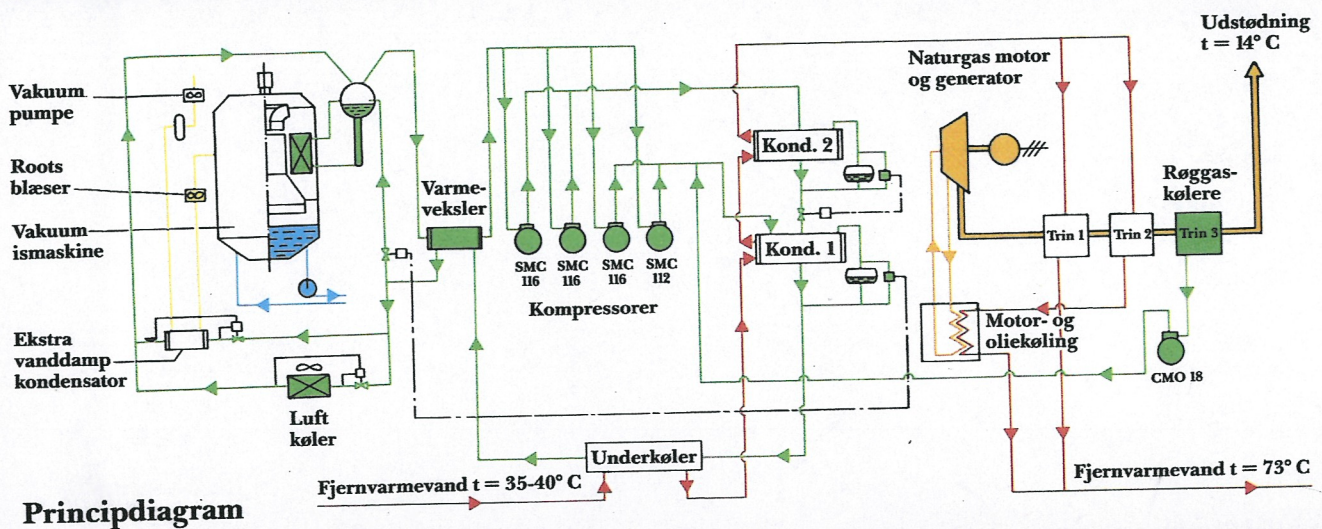 Udstødning
t = 14° C
Naturgas motor
og generator
Vakuum
pumpe
Roots
blæser
Vakuum
ismaskine
Ekstra
vanddamp
kondensator
Luft
køler
Varme-
veksler
SMC
116
SMC
116
SMC
116
SMC
112
Kompressorer
Kond. 2
Kond. 1
Røggas-
kølere
Trin 1
Trin 2
Trin 3
Motor- og
oliekøling
CMO 18
Underkøler
Fjernvarmevand t = 35-40° C
Fjernvarmevand t = 73° C
Principdiagram